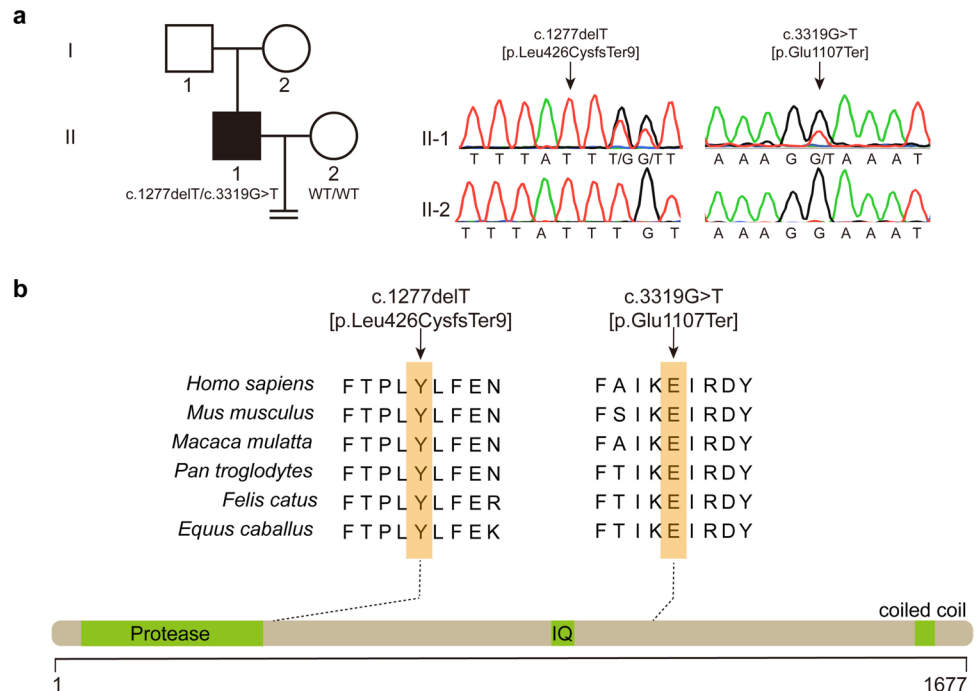 a
I
1
2
II
1
2
c.1277delT/c.3319G>T
WT/WT
c.1277delT
[p.Leu426CysfsTer9]
c.3319G>T
[p.Glu1107Ter]
II-1
T T T A T T T/G G/T T
A A A G G/T A A A T
II-2
T T T A T T T G T
A A A G G A A A T
b
c.1277delT
[p.Leu426CysfsTer9]
c.3319G>T
[p.Glu1107Ter]
Homo sapiens F T P L Y L F E N F A I K E I R D Y
Mus musculus F T P L Y L F E N F S I K E I R D Y
Macaca mulatta F T P L Y L F E N F A I K E I R D Y
Pan troglodytes F T P L Y L F E N F T I K E I R D Y
Felis catus F T P L Y L F E R F T I K E I R D Y
Equus caballus F T P L Y L F E K F T I K E I R D Y
coiled coil
Protease
IQ
1
1677